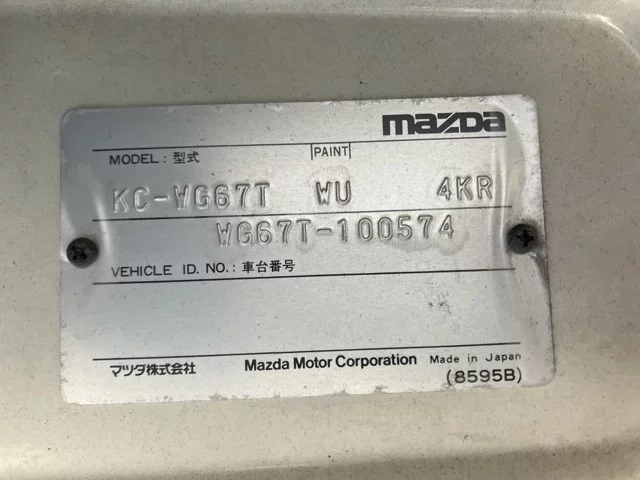 mazda
MODEL : 型式 PAINT
KC-WG67T WU 4KR
WG67T-100574
VEHICLE ID. NO. : 車台番号
マツダ株式会社 Mazda Motor Corporation Made in Japan
(8595B)